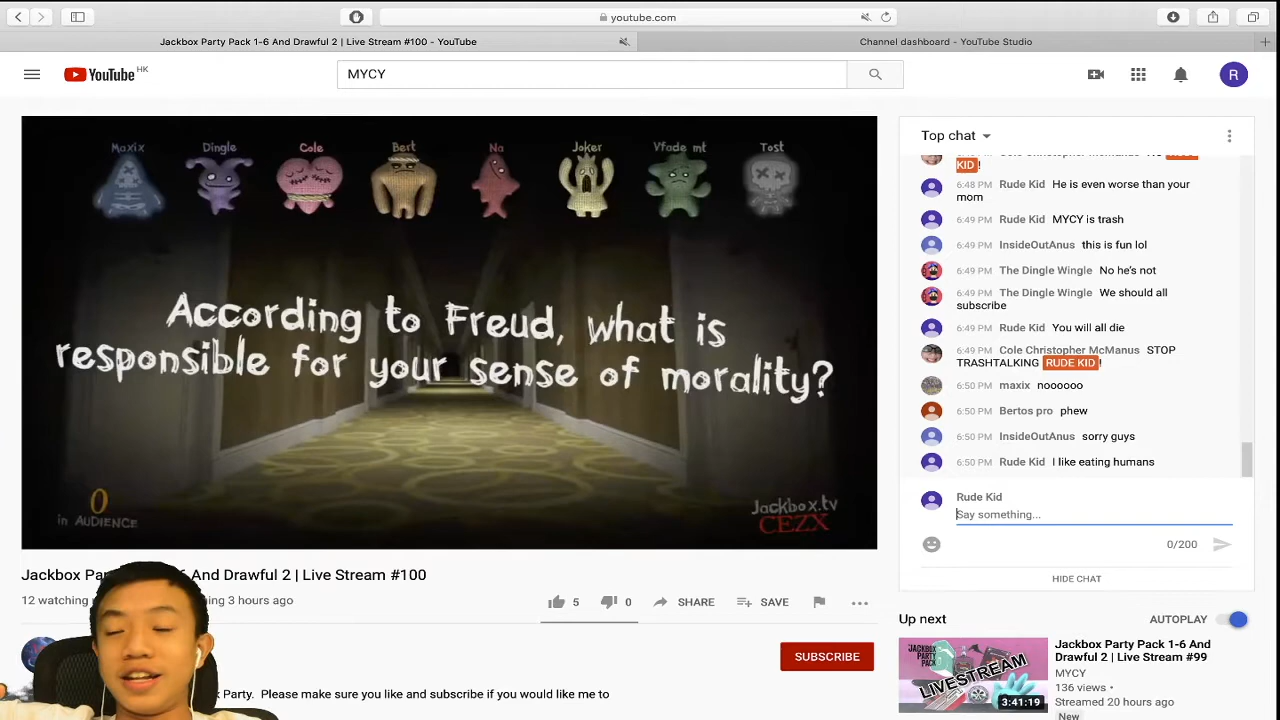 youtube.com
Jackbox Party Pack 1-6 And Drawful 2 | Live Stream #100 - YouTube
Channel dashboard - YouTube Studio
YouTube HK
MYCY
R
Maxix
Dingle
Cole
Bert
Na
Joker
Vfade mt
Tost
According to Freud, what is
responsible for your sense of morality?
0
in AUDIENCE
Jackbox.tv
CEZX
Top chat
KID !
6:48 PM Rude Kid He is even worse than your
mom
6:49 PM Rude Kid MYCY is trash
6:49 PM InsideOutAnus this is fun lol
6:49 PM The Dingle Wingle No he's not
6:49 PM The Dingle Wingle We should all
subscribe
6:49 PM Rude Kid You will all die
6:49 PM Cole Christopher McManus STOP
TRASHTALKING RUDE KID !
6:50 PM maxix noooooo
6:50 PM Bertos pro phew
6:50 PM InsideOutAnus sorry guys
6:50 PM Rude Kid I like eating humans
Rude Kid
Say something...
0/200
HIDE CHAT
Jackbox And Drawful 2 | Live Stream #100
12 watching 3 hours ago
5
0
SHARE
SAVE
SUBSCRIBE
Party. Please make sure you like and subscribe if you would like me to
Up next
AUTOPLAY
JACKBOX
PARTY
PACK
LIVESTREAM
3:41:19
Jackbox Party Pack 1-6 And
Drawful 2 | Live Stream #99
MYCY
136 views •
Streamed 20 hours ago
New